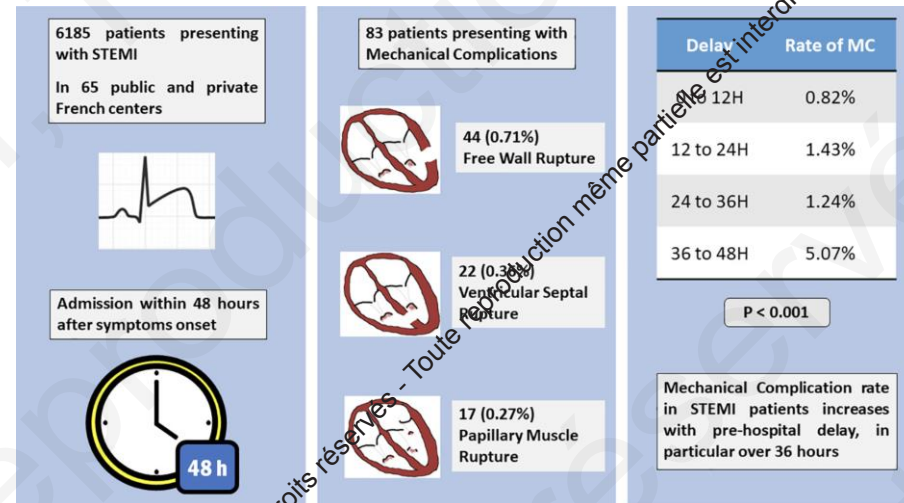 6185 patients presenting
with STEMI
In 65 public and private
French centers
Admission within 48 hours
after symptoms onset
48 h
83 patients presenting with
Mechanical Complications
44 (0.71%)
Free Wall Rupture
22
Ventricular Septal
Rupture
17 (0.27%)
Papillary Muscle
Rupture
Delay Rate of MC
12H 0.82%
12 to 24H 1.43%
24 to 36H 1.24%
36 to 48H 5.07%
P < 0.001
Mechanical Complication rate
in STEMI patients increases
with pre-hospital delay, in
particular over 36 hours
réservés - Toute reproduction même partielle est